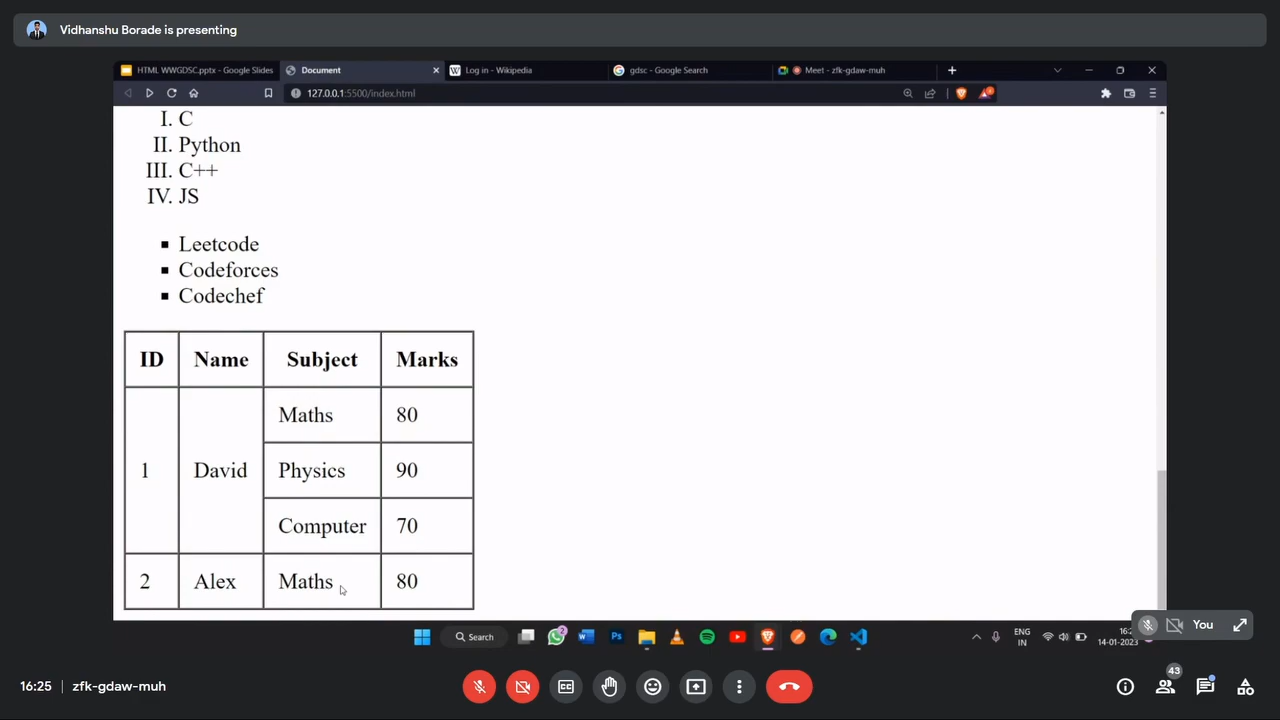 Vidhanshu Borade is presenting
HTML WWGDSC.pptx - Google Slides
Document
Log in - Wikipedia
gdsc - Google Search
Meet - zfk-gdaw-muh
127.0.0.1:5500/index.html
I. C
II. Python
III. C++
IV. JS
Leetcode
Codeforces
Codechef
ID Name Subject Marks
Maths 80
1 David Physics 90
Computer 70
2 Alex Maths 80
Search
ENG
IN
14-01-2023
You
16:25 | zfk-gdaw-muh
43